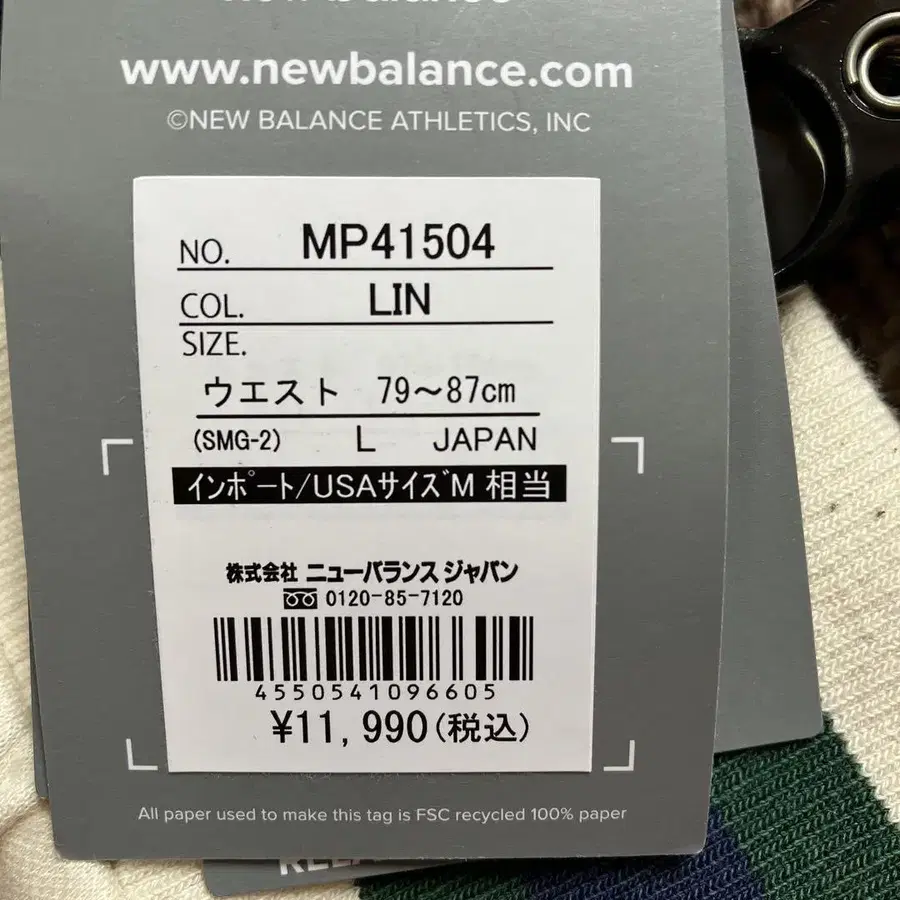 new balance
www.newbalance.com
©NEW BALANCE ATHLETICS, INC
NO. MP41504
COL. LIN
SIZE.
ウエスト 79～87cm
(SMG-2) L JAPAN
インポート/USAサイズM 相当
株式会社 ニューバランス ジャパン
0120-85-7120
4550541096605
¥11,990(税込)
All paper used to make this tag is FSC recycled 100% paper